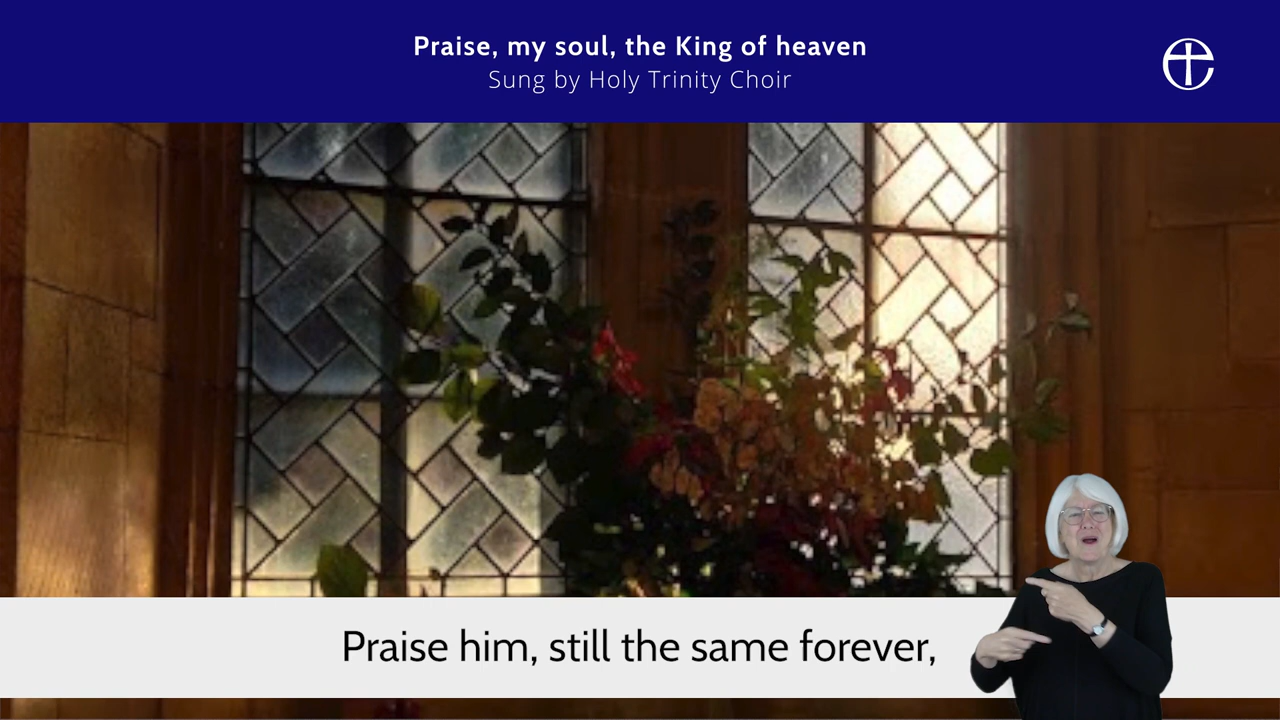 Praise, my soul, the King of heaven
Sung by Holy Trinity Choir
Praise him, still the same forever,